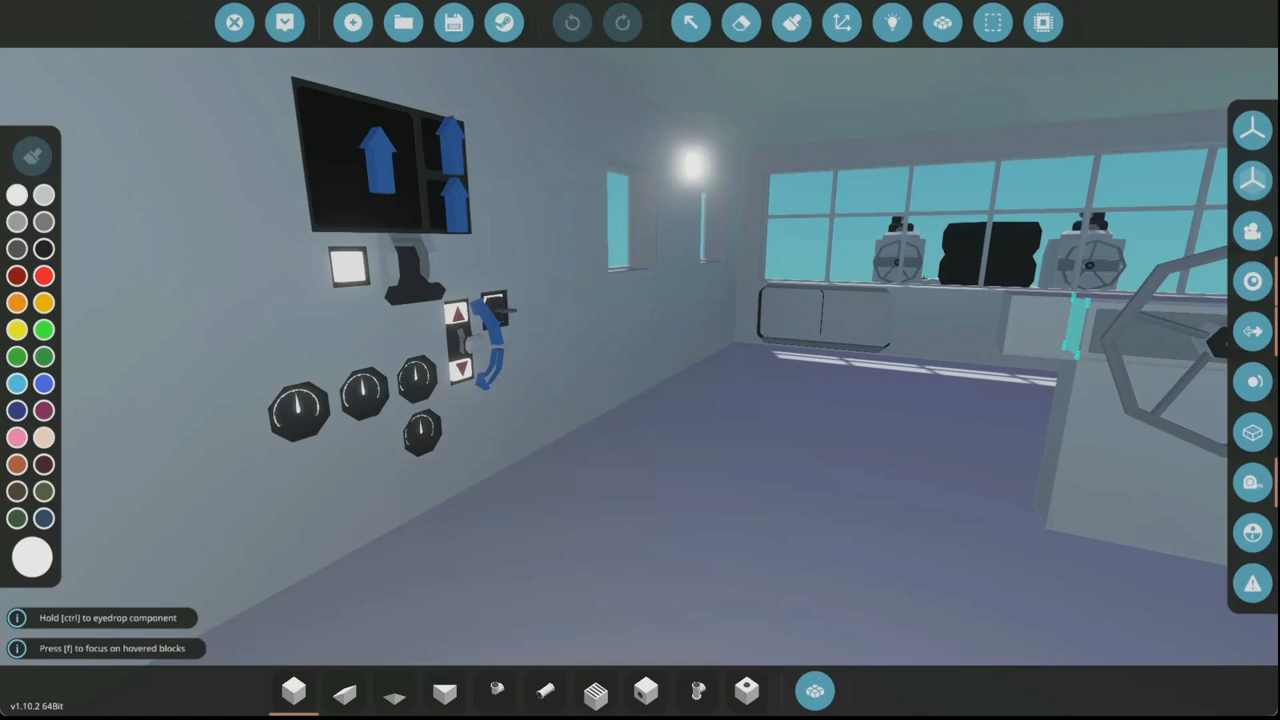 Hold [ctrl] to eyedrop component
Press [f] to focus on hovered blocks
v1.10.2 64Bit